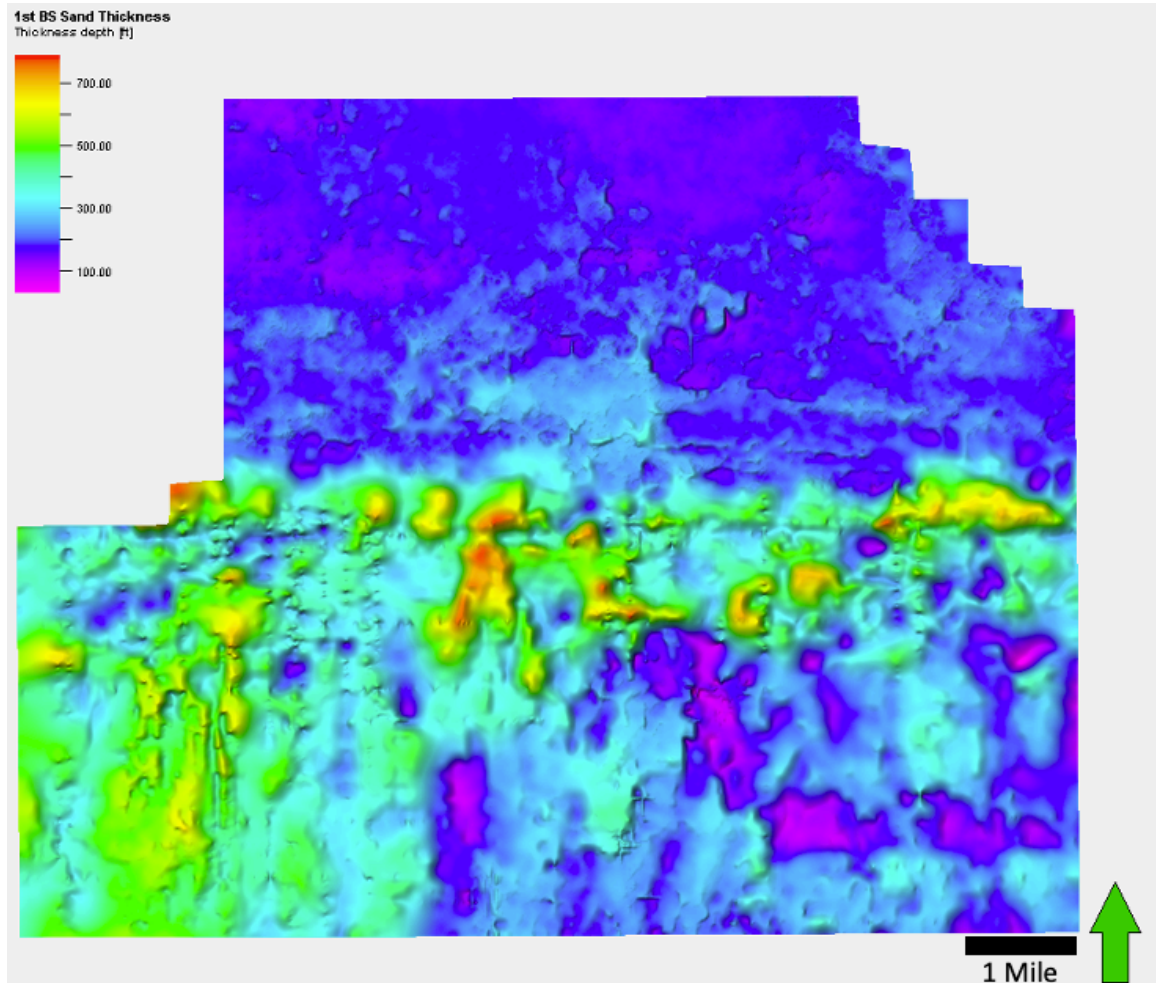 1st BS Sand Thickness
Thickness depth [ft]
700.00
500.00
300.00
100.00
1 Mile